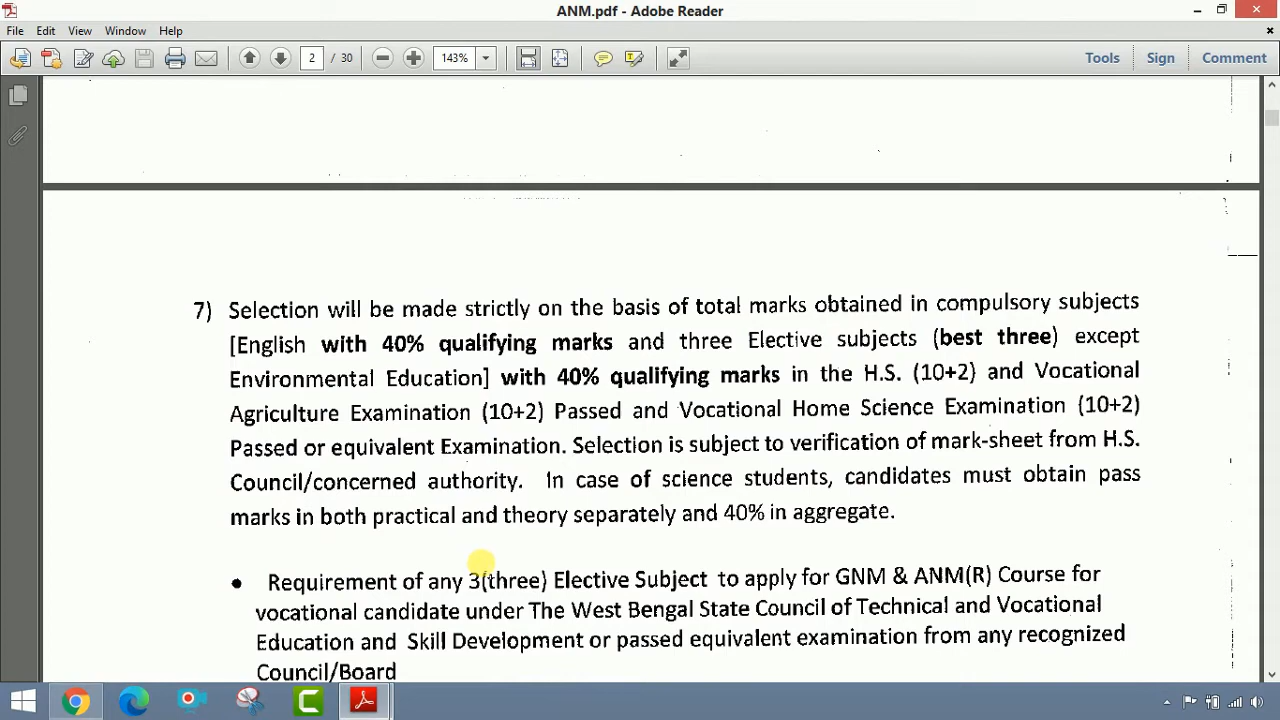 ANM.pdf - Adobe Reader
File Edit View Window Help
2 / 30 143% Tools Sign Comment
7) Selection will be made strictly on the basis of total marks obtained in compulsory subjects
[English with 40% qualifying marks and three Elective subjects (best three) except
Environmental Education] with 40% qualifying marks in the H.S. (10+2) and Vocational
Agriculture Examination (10+2) Passed and Vocational Home Science Examination (10+2)
Passed or equivalent Examination. Selection is subject to verification of mark-sheet from H.S.
Council/concerned authority. In case of science students, candidates must obtain pass
marks in both practical and theory separately and 40% in aggregate.
• Requirement of any 3(three) Elective Subject to apply for GNM & ANM(R) Course for
vocational candidate under The West Bengal State Council of Technical and Vocational
Education and Skill Development or passed equivalent examination from any recognized
Council/Board